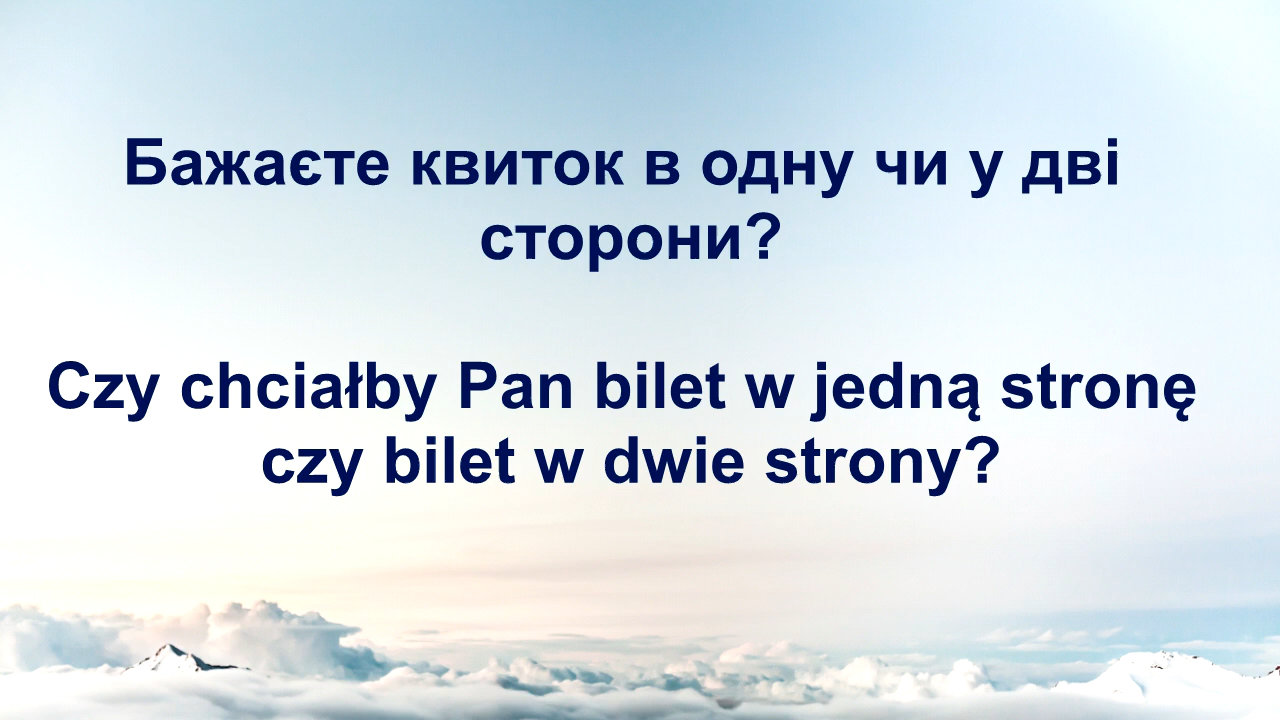 Бажаєте квиток в одну чи у дві
сторони?
Czy chciałby Pan bilet w jedną stronę
czy bilet w dwie strony?